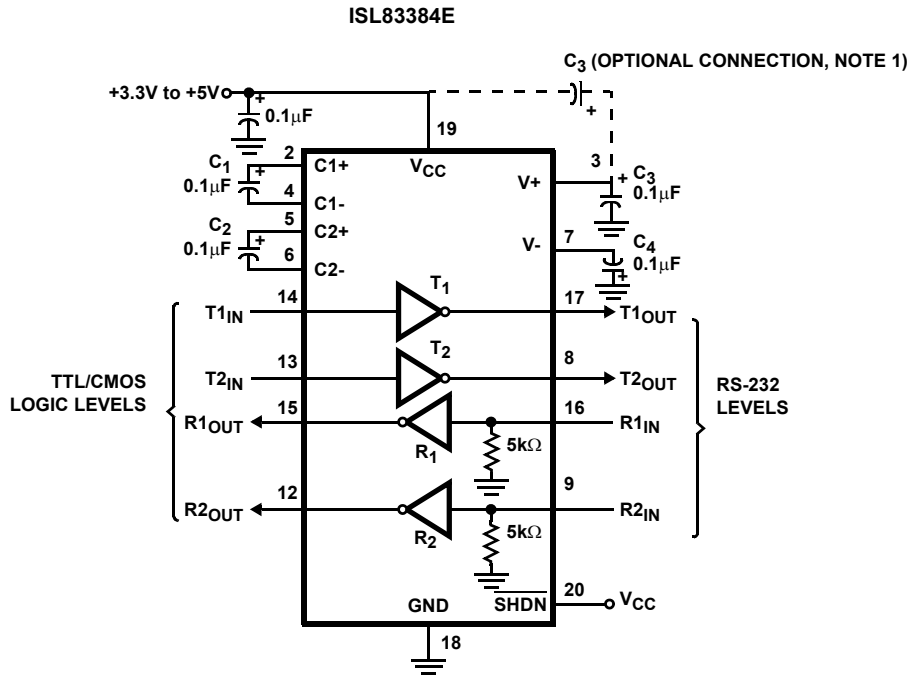 ISL83384E
C3 (OPTIONAL CONNECTION, NOTE 1)
+
+3.3V to +5V
+
0.1μF
19
VCC
2
C1+
C1
0.1μF
+
4
C1-
5
C2+
C2
0.1μF
+
6
C2-
3
V+
+
C3
0.1μF
7
V-
C4
0.1μF
+
T1
14
17
T1IN
T1OUT
T2
13
8
T2IN
T2OUT
TTL/CMOS
LOGIC LEVELS
RS-232
LEVELS
15
16
R1OUT
R1IN
R1
5kΩ
12
9
R2OUT
R2IN
R2
5kΩ
GND
SHDN
20
VCC
18